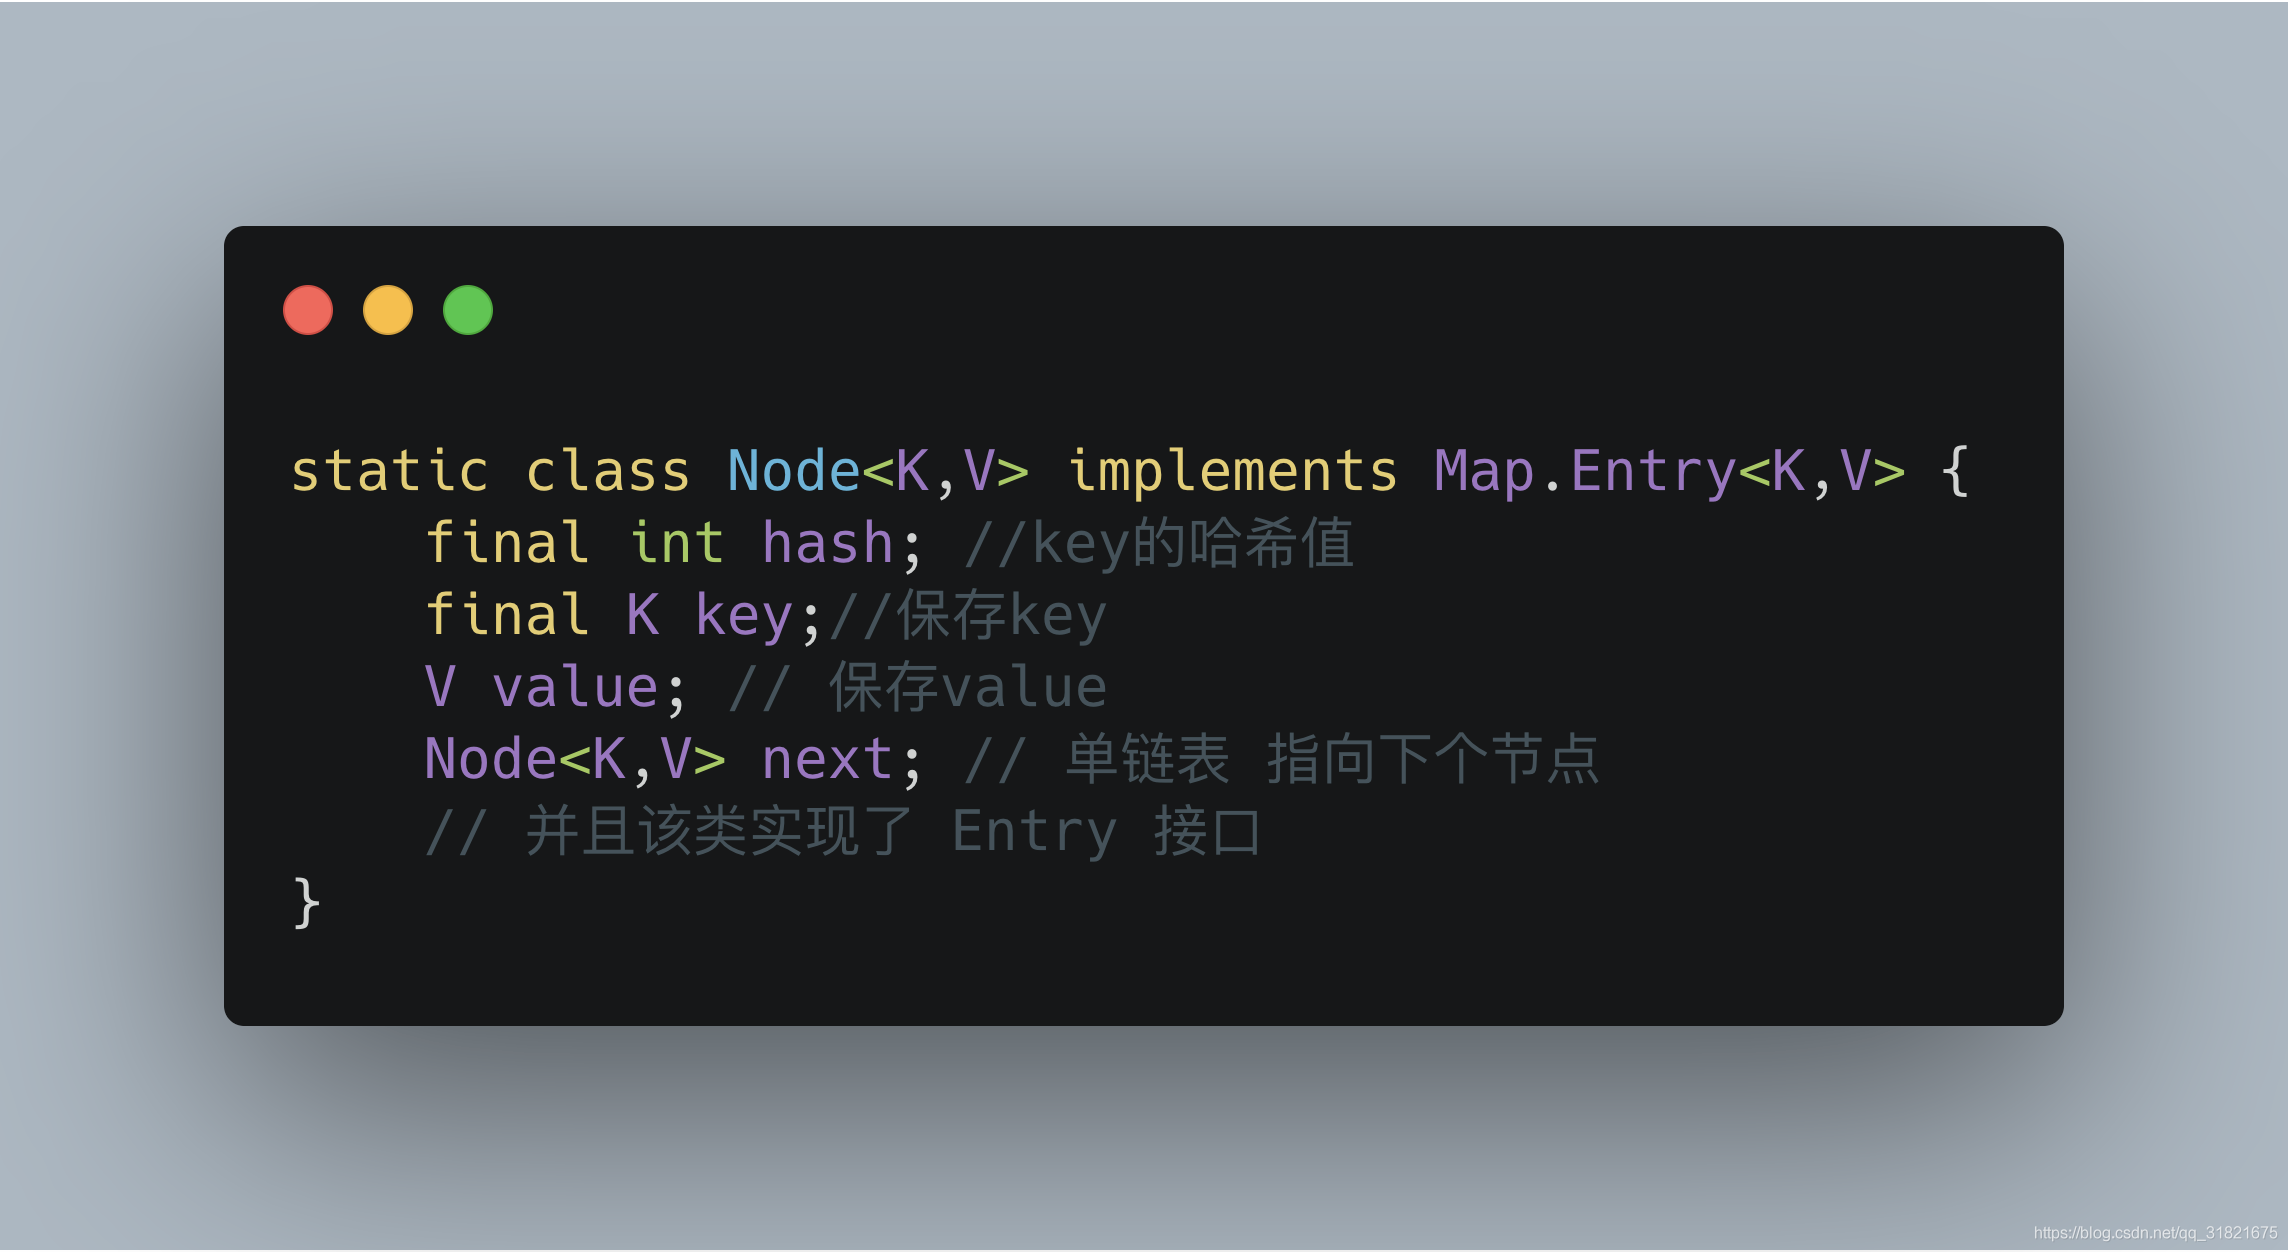 static class Node<K,V> implements Map.Entry<K,V> {
    final int hash; //key的哈希值
    final K key;//保存key
    V value; // 保存value
    Node<K,V> next; // 单链表 指向下个节点
    // 并且该类实现了 Entry 接口
}
https://blog.csdn.net/qq_31821675